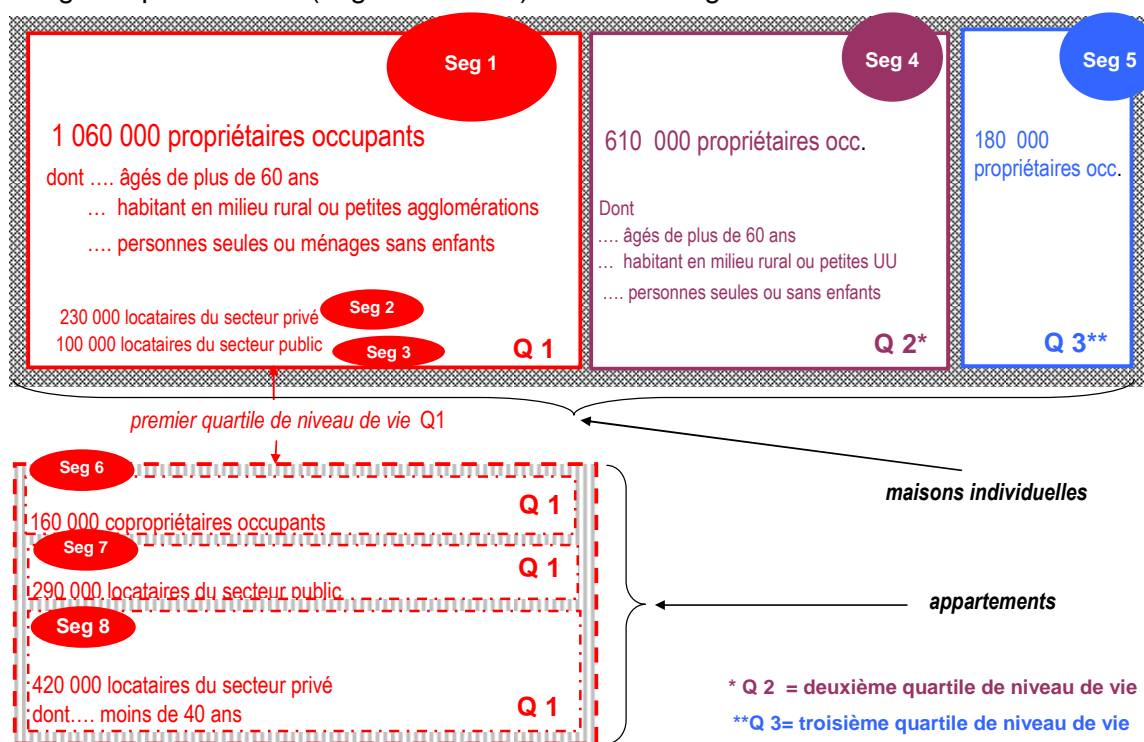 Seg 1
1 060 000 propriétaires occupants
dont .... âgés de plus de 60 ans
... habitant en milieu rural ou petites agglomérations
.... personnes seules ou ménages sans enfants
230 000 locataires du secteur privé
Seg 2
100 000 locataires du secteur public
Seg 3
Q 1
Seg 4
610 000 propriétaires occ.
Dont
.... âgés de plus de 60 ans
... habitant en milieu rural ou petites UU
.... personnes seules ou sans enfants
Q 2*
Seg 5
180 000
propriétaires occ.
Q 3**
premier quartile de niveau de vie Q1
maisons individuelles
Seg 6
Q 1
160 000 copropriétaires occupants
Seg 7
Q 1
290 000 locataires du secteur public
Seg 8
420 000 locataires du secteur privé
dont.... moins de 40 ans
Q 1
appartements
* Q 2 = deuxième quartile de niveau de vie
**Q 3= troisième quartile de niveau de vie